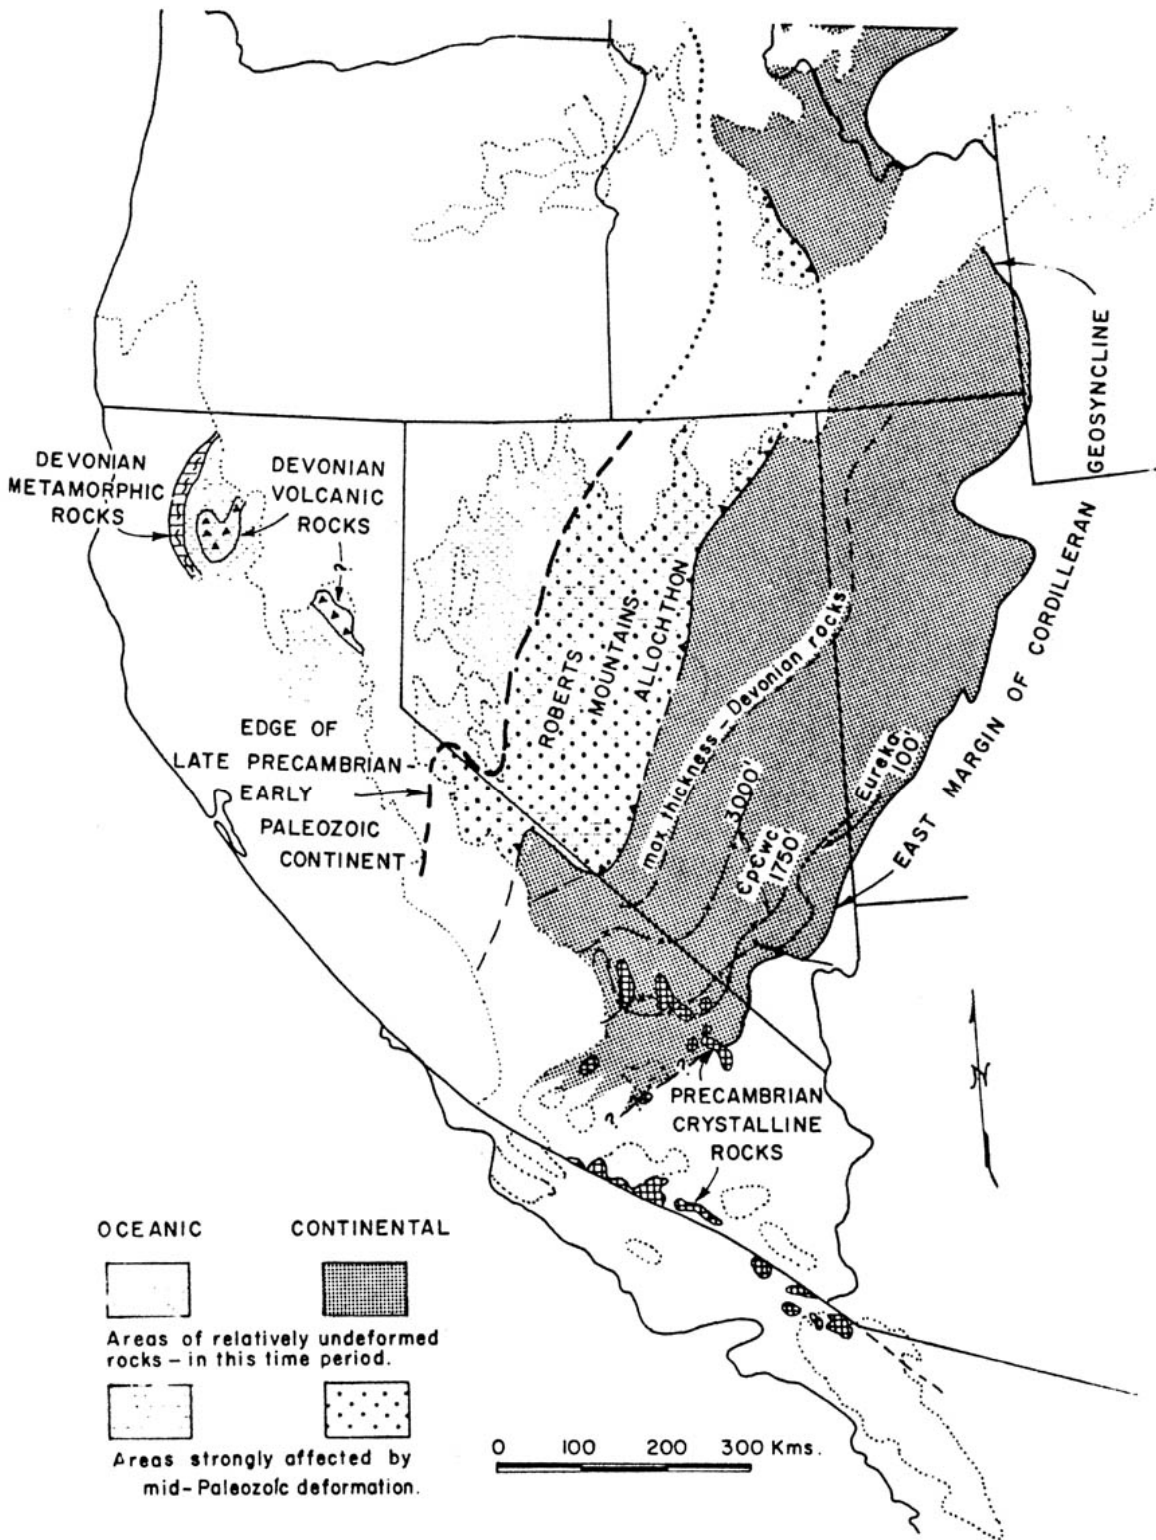 DEVONIAN
METAMORPHIC
ROCKS
DEVONIAN
VOLCANIC
ROCKS
?
EDGE OF
LATE PRECAMBRIAN-
EARLY
PALEOZOIC
CONTINENT
ROBERTS
MOUNTAINS
ALLOCHTHON
max. thickness - Devonian rocks
3000'
ЄpЄwc
1750'
Eureka
100'
EAST MARGIN OF CORDILLERAN GEOSYNCLINE
?
?
PRECAMBRIAN
CRYSTALLINE
ROCKS
N
OCEANIC
CONTINENTAL
Areas of relatively undeformed
rocks – in this time period.
Areas strongly affected by
mid-Paleozoic deformation.
0 100 200 300 Kms.